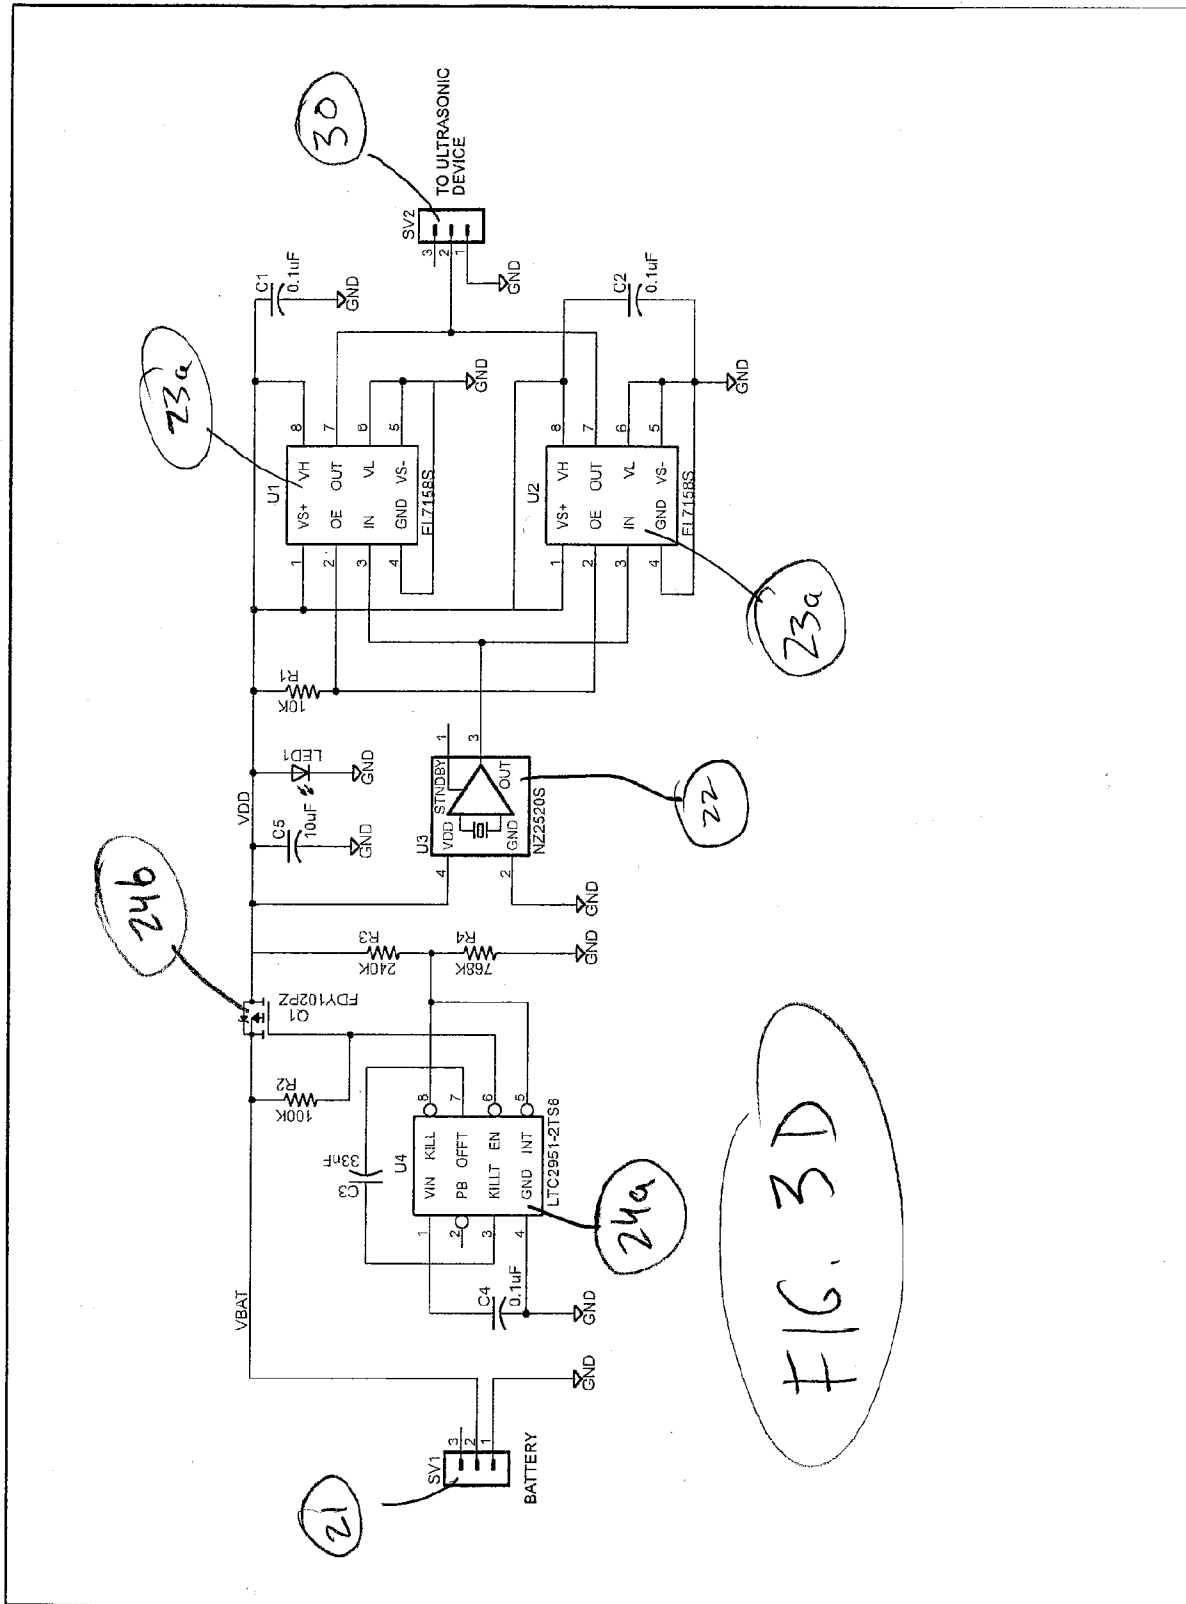 21
SV1
3
2
1
BATTERY
GND
VBAT
C4
0.1uF
GND
C3
33nF
U4
1
2
3
4
VIN KILL
PB OFFT
KILLT EN
GND INT
8
7
6
5
LTC2951-2TS8
24a
R2
100K
Q1
FDY102PZ
24b
R3
240K
R4
768K
GND
VDD
C5
10uF
GND
LED1
GND
U3
4
2
VDD
GND
STNDBY
OUT
1
3
NZ2520S
GND
22
R1
10K
U1
1
2
3
4
VS+ VH
OE OUT
IN VL
GND VS-
8
7
6
5
EL7158S
GND
23a
C1
0.1uF
GND
U2
1
2
3
4
VS+ VH
OE OUT
IN VL
GND VS-
8
7
6
5
EL7158S
GND
23a
C2
0.1uF
SV2
3
2
1
GND
TO ULTRASONIC
DEVICE
30
FIG. 3D